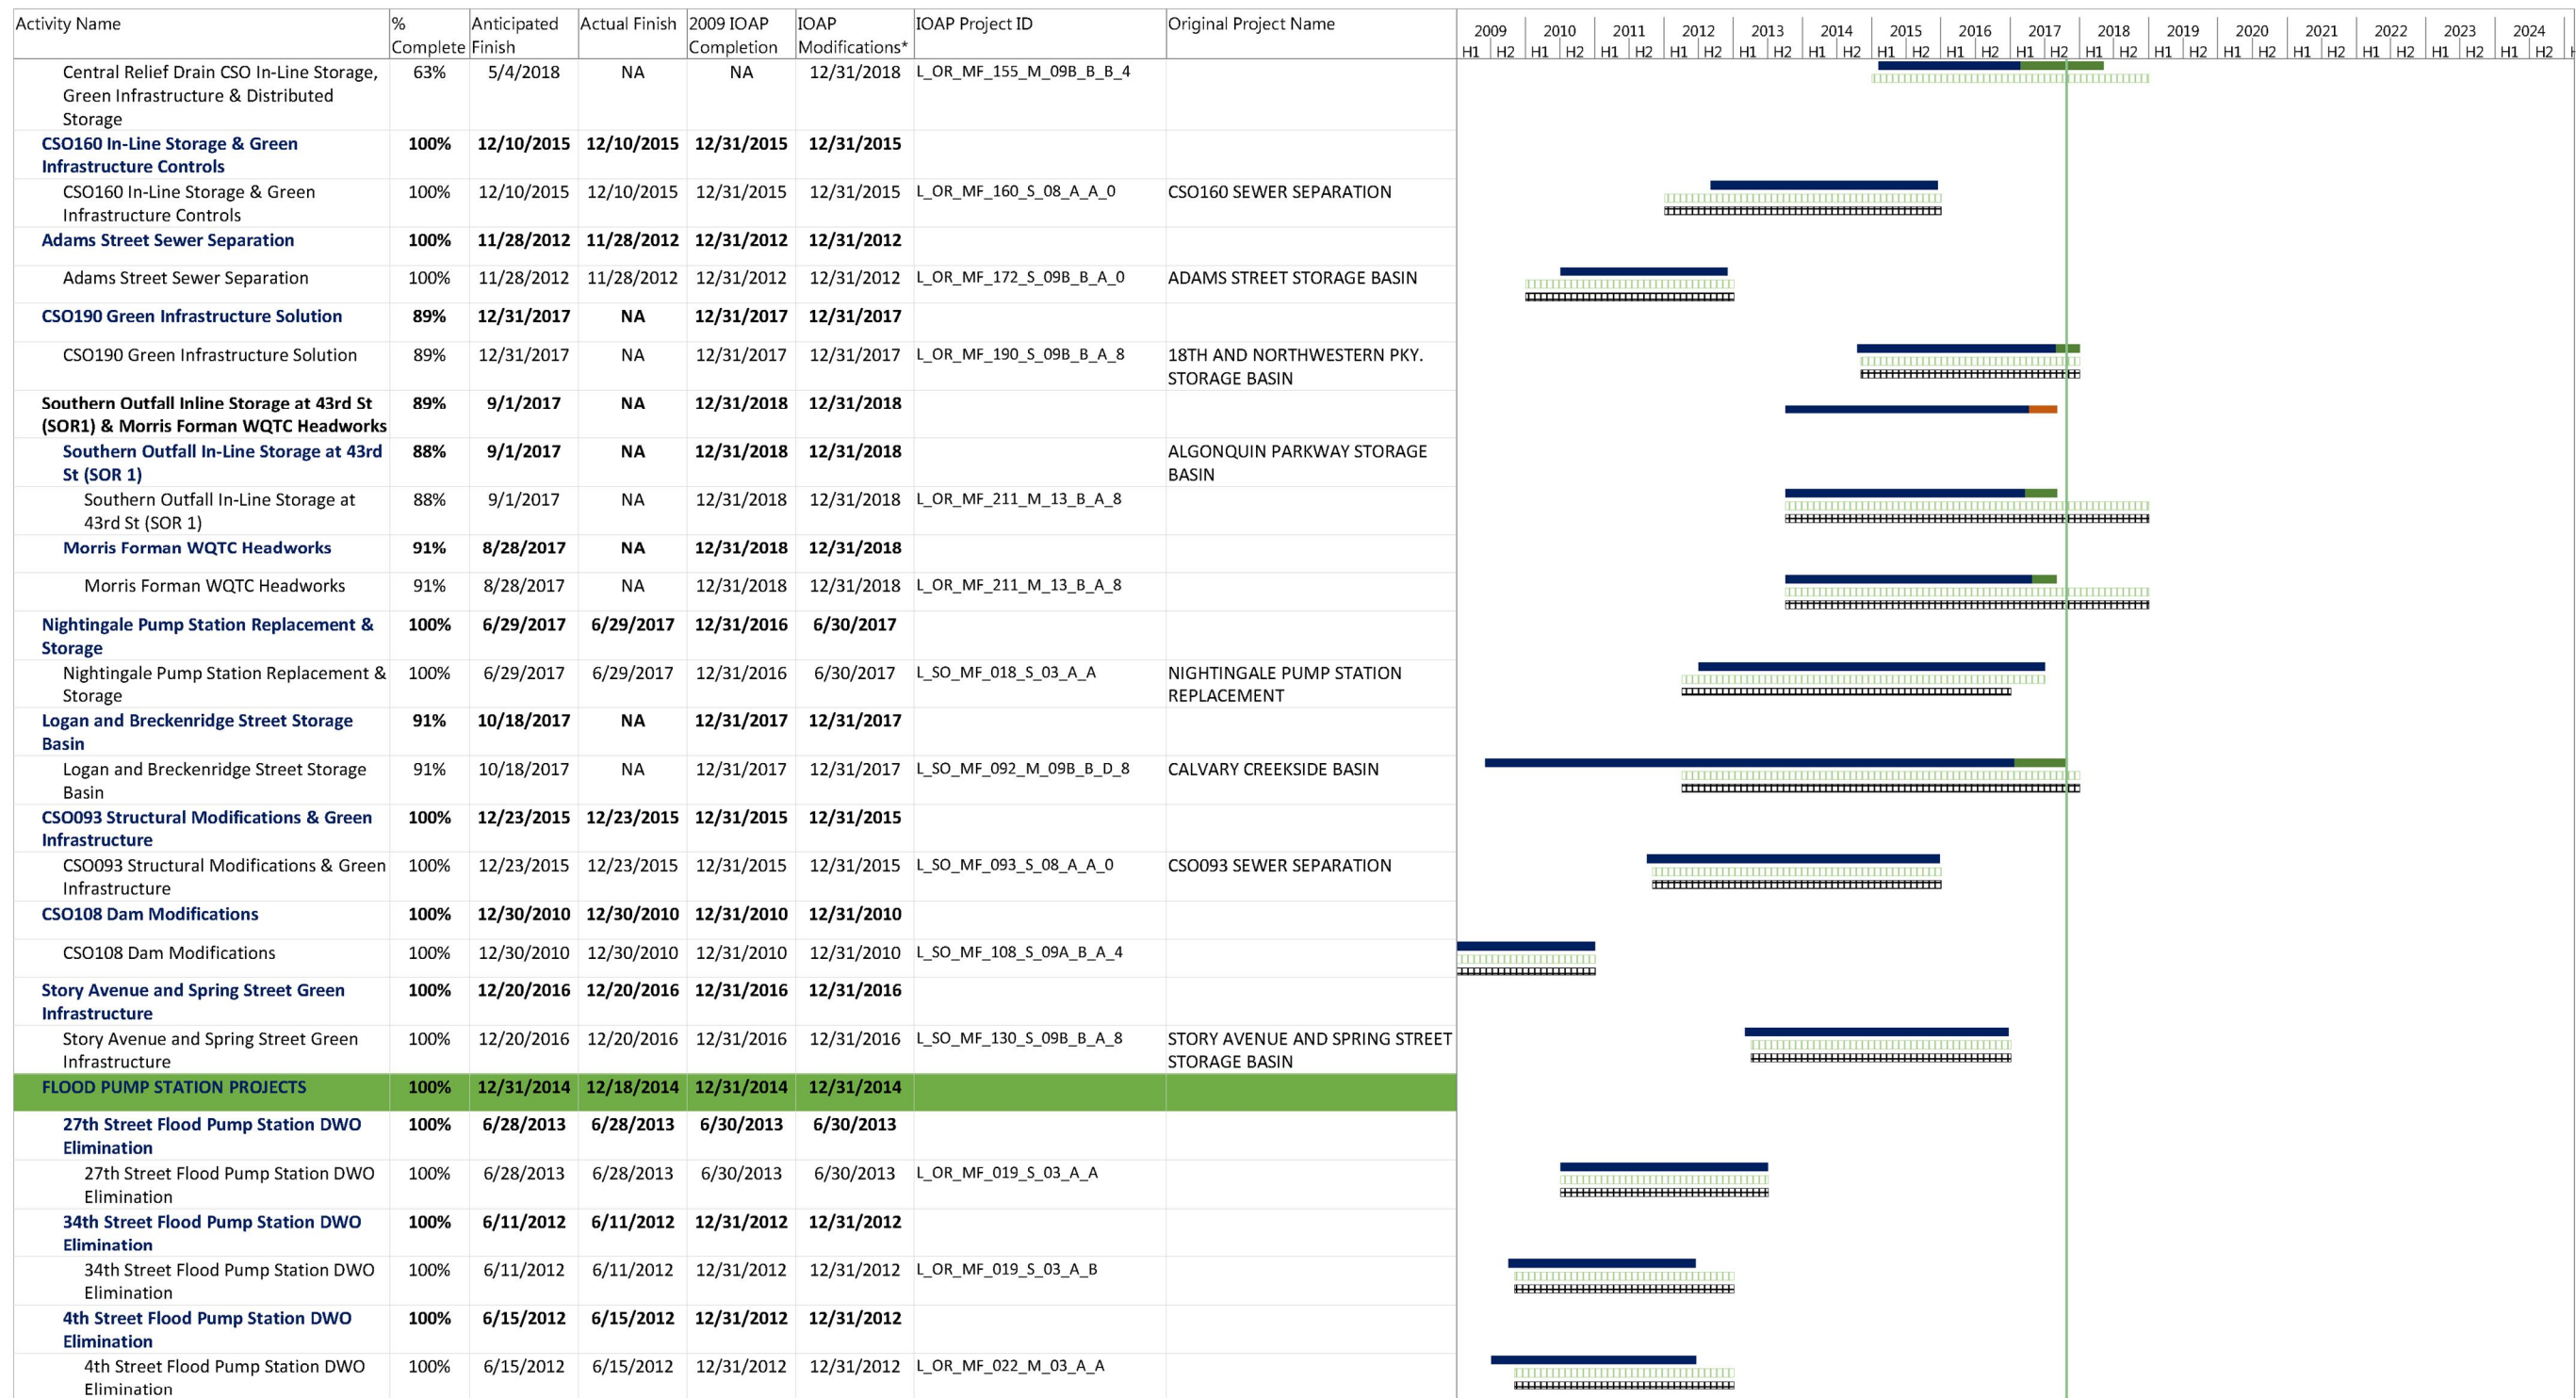 Activity Name % Anticipated Actual Finish 2009 IOAP IOAP IOAP Project ID Original Project Name 2009 2010 2011 2012 2013 2014 2015 2016 2017 2018 2019 2020 2021 2022 2023 2024
Complete Finish Completion Modifications* H1 H2 H1 H2 H1 H2 H1 H2 H1 H2 H1 H2 H1 H2 H1 H2 H1 H2 H1 H2 H1 H2 H1 H2 H1 H2 H1 H2 H1 H2 H1 H2
Central Relief Drain CSO In-Line Storage, 63% 5/4/2018 NA NA 12/31/2018 L_OR_MF_155_M_09B_B_B_4
Green Infrastructure & Distributed
Storage
CSO160 In-Line Storage & Green 100% 12/10/2015 12/10/2015 12/31/2015 12/31/2015
Infrastructure Controls
CSO160 In-Line Storage & Green 100% 12/10/2015 12/10/2015 12/31/2015 12/31/2015 L_OR_MF_160_S_08_A_A_0 CSO160 SEWER SEPARATION
Infrastructure Controls
Adams Street Sewer Separation 100% 11/28/2012 11/28/2012 12/31/2012 12/31/2012
Adams Street Sewer Separation 100% 11/28/2012 11/28/2012 12/31/2012 12/31/2012 L_OR_MF_172_S_09B_B_A_0 ADAMS STREET STORAGE BASIN
CSO190 Green Infrastructure Solution 89% 12/31/2017 NA 12/31/2017 12/31/2017
CSO190 Green Infrastructure Solution 89% 12/31/2017 NA 12/31/2017 12/31/2017 L_OR_MF_190_S_09B_B_A_8 18TH AND NORTHWESTERN PKY.
STORAGE BASIN
Southern Outfall Inline Storage at 43rd St 89% 9/1/2017 NA 12/31/2018 12/31/2018
(SOR1) & Morris Forman WQTC Headworks
Southern Outfall In-Line Storage at 43rd 88% 9/1/2017 NA 12/31/2018 12/31/2018 ALGONQUIN PARKWAY STORAGE
St (SOR 1) BASIN
Southern Outfall In-Line Storage at 88% 9/1/2017 NA 12/31/2018 12/31/2018 L_OR_MF_211_M_13_B_A_8
43rd St (SOR 1)
Morris Forman WQTC Headworks 91% 8/28/2017 NA 12/31/2018 12/31/2018
Morris Forman WQTC Headworks 91% 8/28/2017 NA 12/31/2018 12/31/2018 L_OR_MF_211_M_13_B_A_8
Nightingale Pump Station Replacement & 100% 6/29/2017 6/29/2017 12/31/2016 6/30/2017
Storage
Nightingale Pump Station Replacement & 100% 6/29/2017 6/29/2017 12/31/2016 6/30/2017 L_SO_MF_018_S_03_A_A NIGHTINGALE PUMP STATION
Storage REPLACEMENT
Logan and Breckenridge Street Storage 91% 10/18/2017 NA 12/31/2017 12/31/2017
Basin
Logan and Breckenridge Street Storage 91% 10/18/2017 NA 12/31/2017 12/31/2017 L_SO_MF_092_M_09B_B_D_8 CALVARY CREEKSIDE BASIN
Basin
CSO093 Structural Modifications & Green 100% 12/23/2015 12/23/2015 12/31/2015 12/31/2015
Infrastructure
CSO093 Structural Modifications & Green 100% 12/23/2015 12/23/2015 12/31/2015 12/31/2015 L_SO_MF_093_S_08_A_A_0 CSO093 SEWER SEPARATION
Infrastructure
CSO108 Dam Modifications 100% 12/30/2010 12/30/2010 12/31/2010 12/31/2010
CSO108 Dam Modifications 100% 12/30/2010 12/30/2010 12/31/2010 12/31/2010 L_SO_MF_108_S_09A_B_A_4
Story Avenue and Spring Street Green 100% 12/20/2016 12/20/2016 12/31/2016 12/31/2016
Infrastructure
Story Avenue and Spring Street Green 100% 12/20/2016 12/20/2016 12/31/2016 12/31/2016 L_SO_MF_130_S_09B_B_A_8 STORY AVENUE AND SPRING STREET
Infrastructure STORAGE BASIN
FLOOD PUMP STATION PROJECTS 100% 12/31/2014 12/18/2014 12/31/2014 12/31/2014
27th Street Flood Pump Station DWO 100% 6/28/2013 6/28/2013 6/30/2013 6/30/2013
Elimination
27th Street Flood Pump Station DWO 100% 6/28/2013 6/28/2013 6/30/2013 6/30/2013 L_OR_MF_019_S_03_A_A
Elimination
34th Street Flood Pump Station DWO 100% 6/11/2012 6/11/2012 12/31/2012 12/31/2012
Elimination
34th Street Flood Pump Station DWO 100% 6/11/2012 6/11/2012 12/31/2012 12/31/2012 L_OR_MF_019_S_03_A_B
Elimination
4th Street Flood Pump Station DWO 100% 6/15/2012 6/15/2012 12/31/2012 12/31/2012
Elimination
4th Street Flood Pump Station DWO 100% 6/15/2012 6/15/2012 12/31/2012 12/31/2012 L_OR_MF_022_M_03_A_A
Elimination